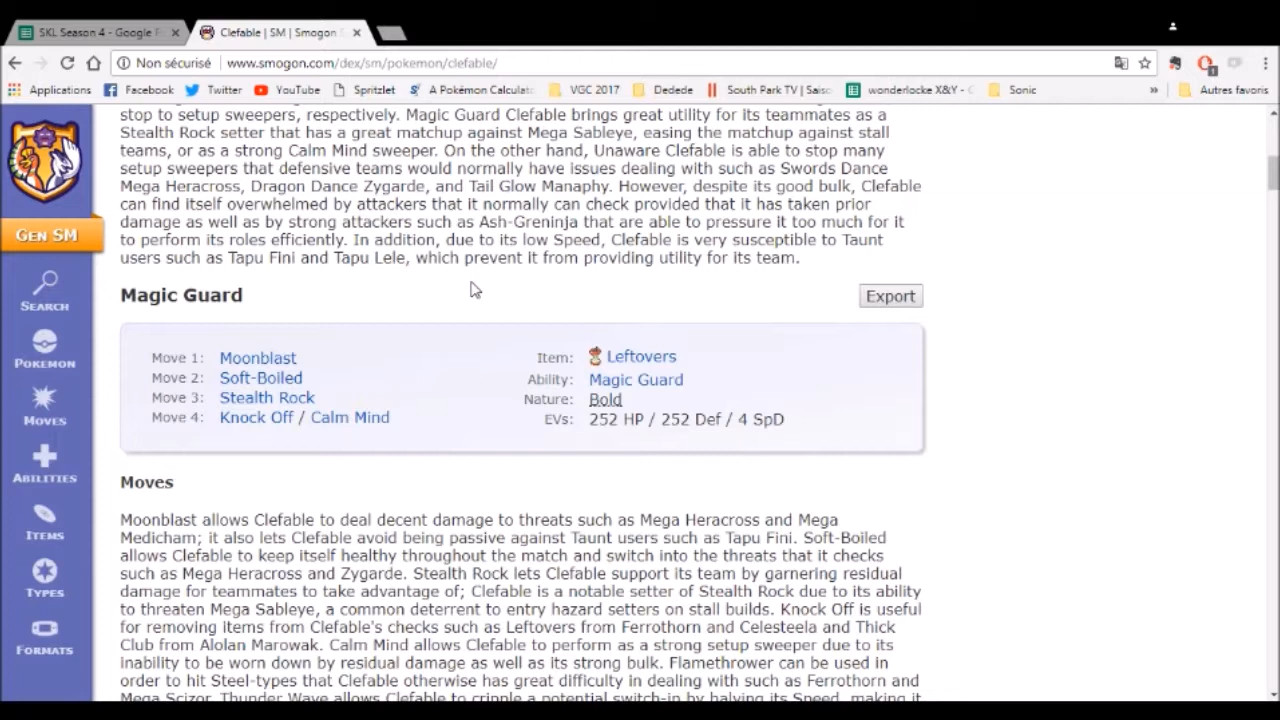 SKL Season 4 - Google
Clefable | SM | Smogon
Non sécurisé www.smogon.com/dex/sm/pokemon/clefable/
Applications Facebook Twitter YouTube Spritzlet A Pokémon Calculat VGC 2017 Dedede South Park TV | Sais wonderlocke X&Y - Sonic » Autres favoris
stop to setup sweepers, respectively. Magic Guard Clefable brings great utility for its teammates as a
Stealth Rock setter that has a great matchup against Mega Sableye, easing the matchup against stall
teams, or as a strong Calm Mind sweeper. On the other hand, Unaware Clefable is able to stop many
setup sweepers that defensive teams would normally have issues dealing with such as Swords Dance
Mega Heracross, Dragon Dance Zygarde, and Tail Glow Manaphy. However, despite its good bulk, Clefable
can find itself overwhelmed by attackers that it normally can check provided that it has taken prior
damage as well as by strong attackers such as Ash-Greninja that are able to pressure it too much for it
to perform its roles efficiently. In addition, due to its low Speed, Clefable is very susceptible to Taunt
users such as Tapu Fini and Tapu Lele, which prevent it from providing utility for its team.
GEN SM
SEARCH
POKEMON
MOVES
ABILITIES
ITEMS
TYPES
FORMATS
Magic Guard
Export
Move 1: Moonblast
Move 2: Soft-Boiled
Move 3: Stealth Rock
Move 4: Knock Off / Calm Mind
Item: Leftovers
Ability: Magic Guard
Nature: Bold
EVs: 252 HP / 252 Def / 4 SpD
Moves
Moonblast allows Clefable to deal decent damage to threats such as Mega Heracross and Mega
Medicham; it also lets Clefable avoid being passive against Taunt users such as Tapu Fini. Soft-Boiled
allows Clefable to keep itself healthy throughout the match and switch into the threats that it checks
such as Mega Heracross and Zygarde. Stealth Rock lets Clefable support its team by garnering residual
damage for teammates to take advantage of; Clefable is a notable setter of Stealth Rock due to its ability
to threaten Mega Sableye, a common deterrent to entry hazard setters on stall builds. Knock Off is useful
for removing items from Clefable's checks such as Leftovers from Ferrothorn and Celesteela and Thick
Club from Alolan Marowak. Calm Mind allows Clefable to perform as a strong setup sweeper due to its
inability to be worn down by residual damage as well as its strong bulk. Flamethrower can be used in
order to hit Steel-types that Clefable otherwise has great difficulty in dealing with such as Ferrothorn and
Mega Scizor. Thunder Wave allows Clefable to cripple a potential switch-in by halving its Speed, making it